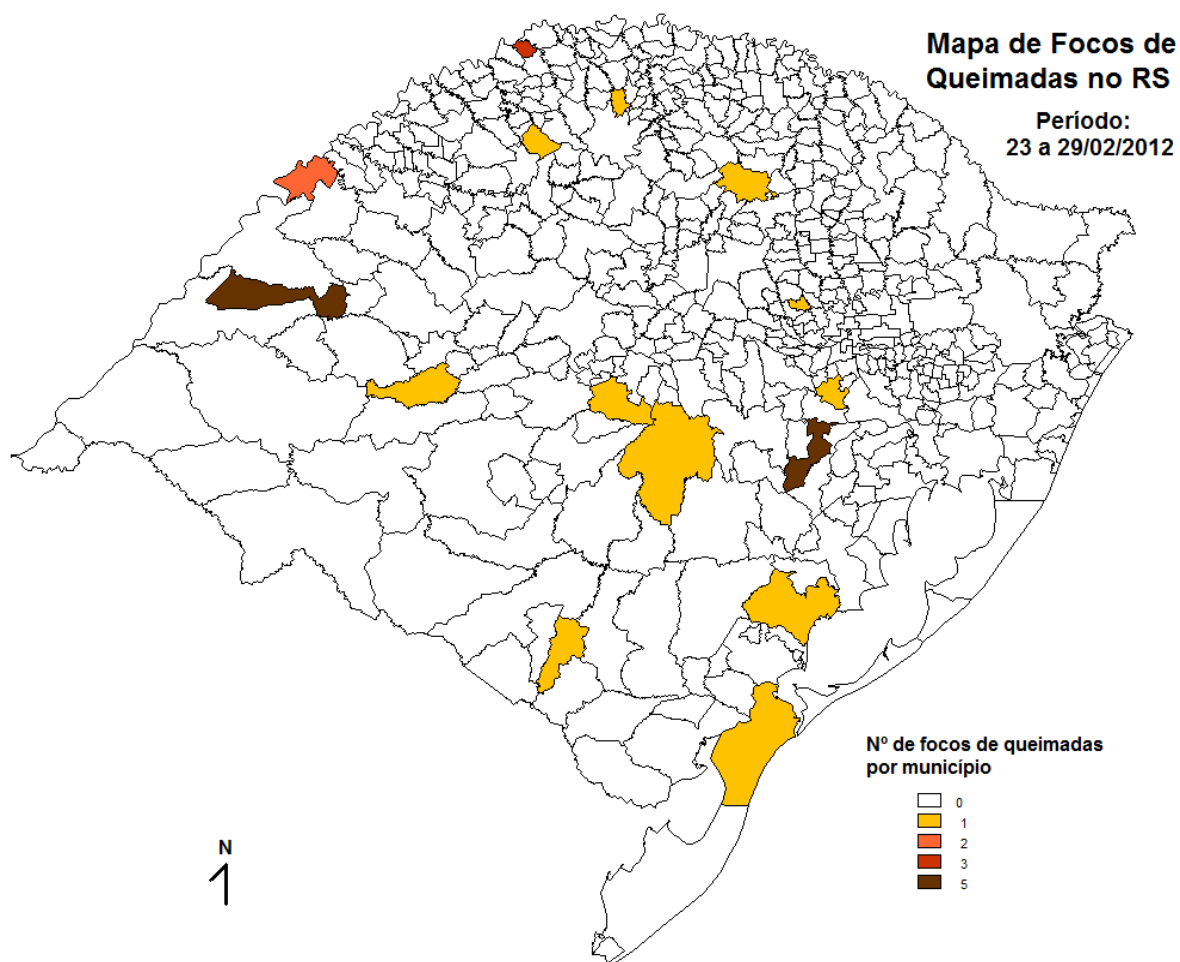 Mapa de Focos de
Queimadas no RS
Período:
23 a 29/02/2012
Nº de focos de queimadas
por município
0
1
2
3
5
N